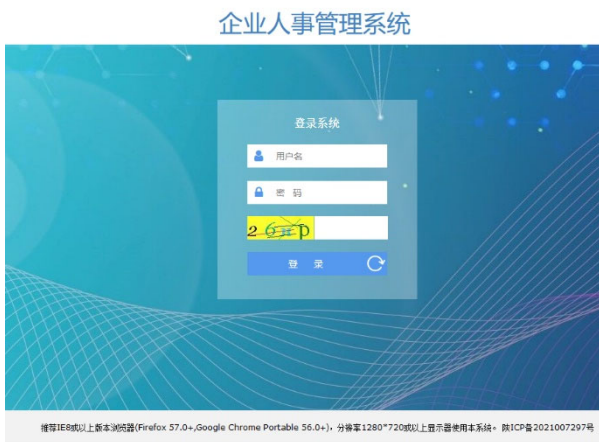 企业人事管理系统
登录系统
用户名
密 码
登 录
推荐IE8或以上版本浏览器(Firefox 57.0+,Google Chrome Portable 56.0+)，分辨率1280*720或以上显示器使用本系统。 陕ICP备2021007297号